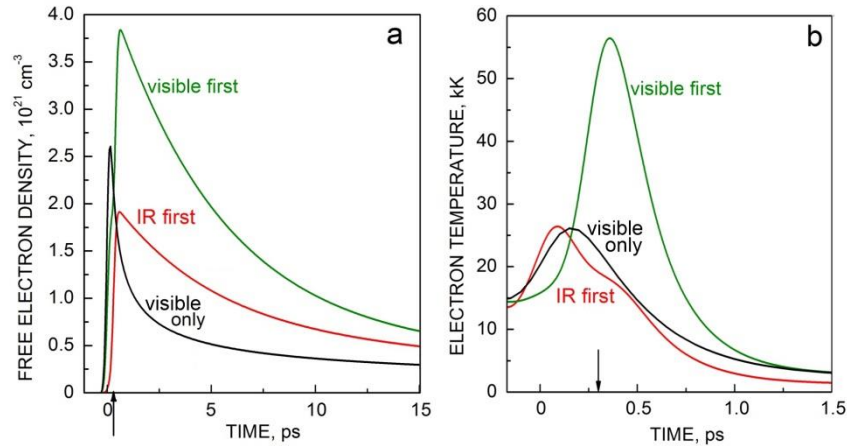 a
FREE ELECTRON DENSITY, 10²¹ cm⁻³
4.0
3.5
3.0
2.5
2.0
1.5
1.0
0.5
0
visible first
IR first
visible
only
0
5
10
15
TIME, ps
b
ELECTRON TEMPERATURE, kK
60
50
40
30
20
10
0
visible first
visible
only
IR first
0
0.5
1.0
1.5
TIME, ps